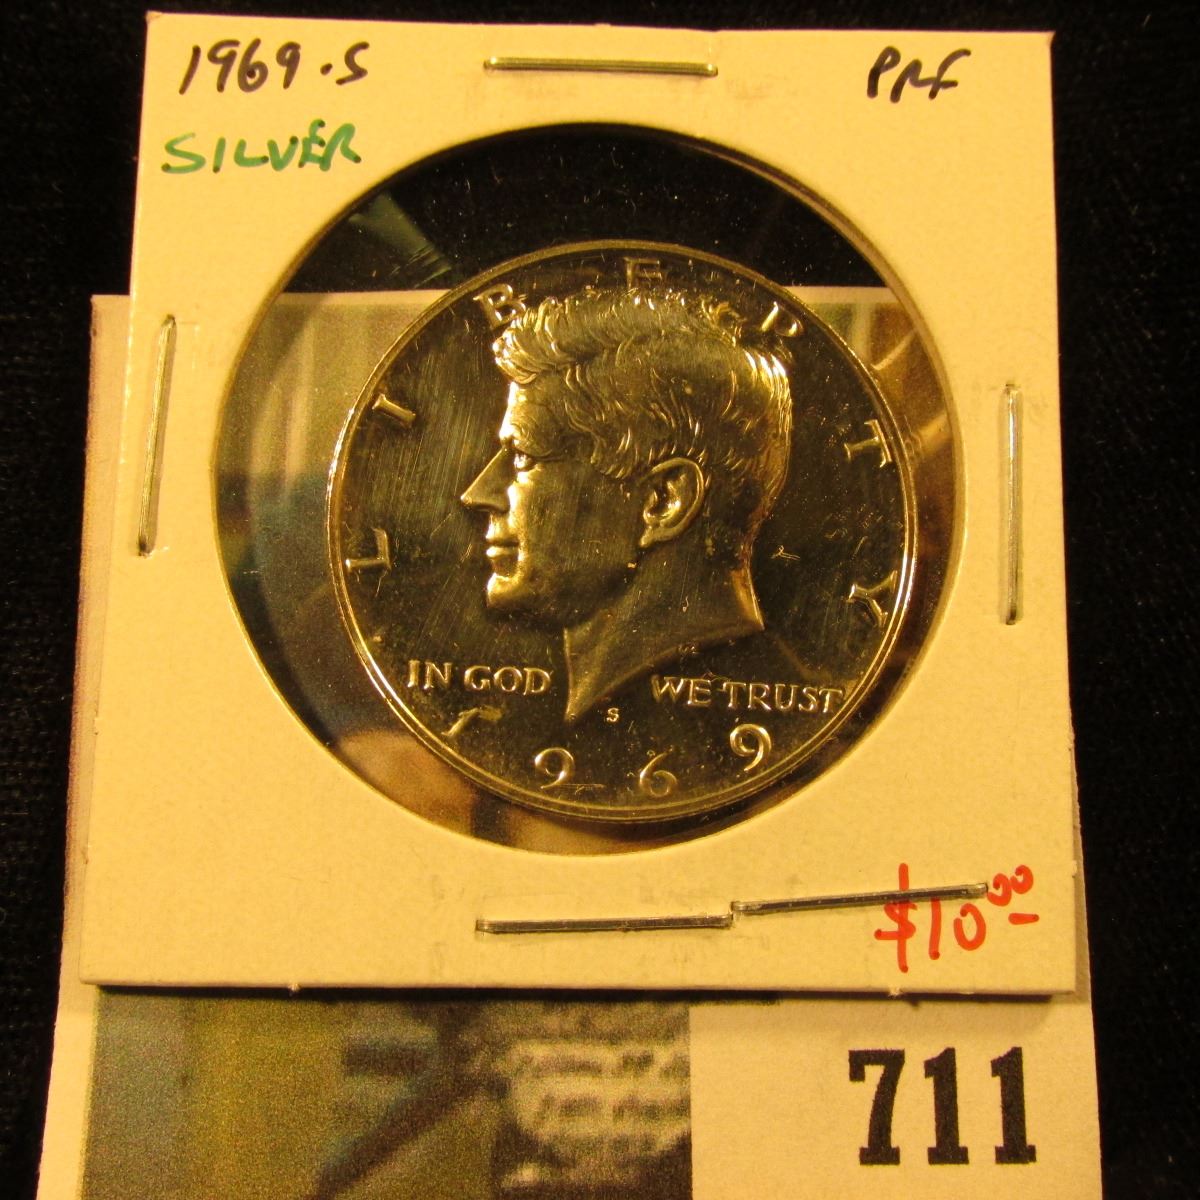 1969.S PRF
SILVER
LIBERTY
IN GOD WE TRUST
S
1969
$10.00
711